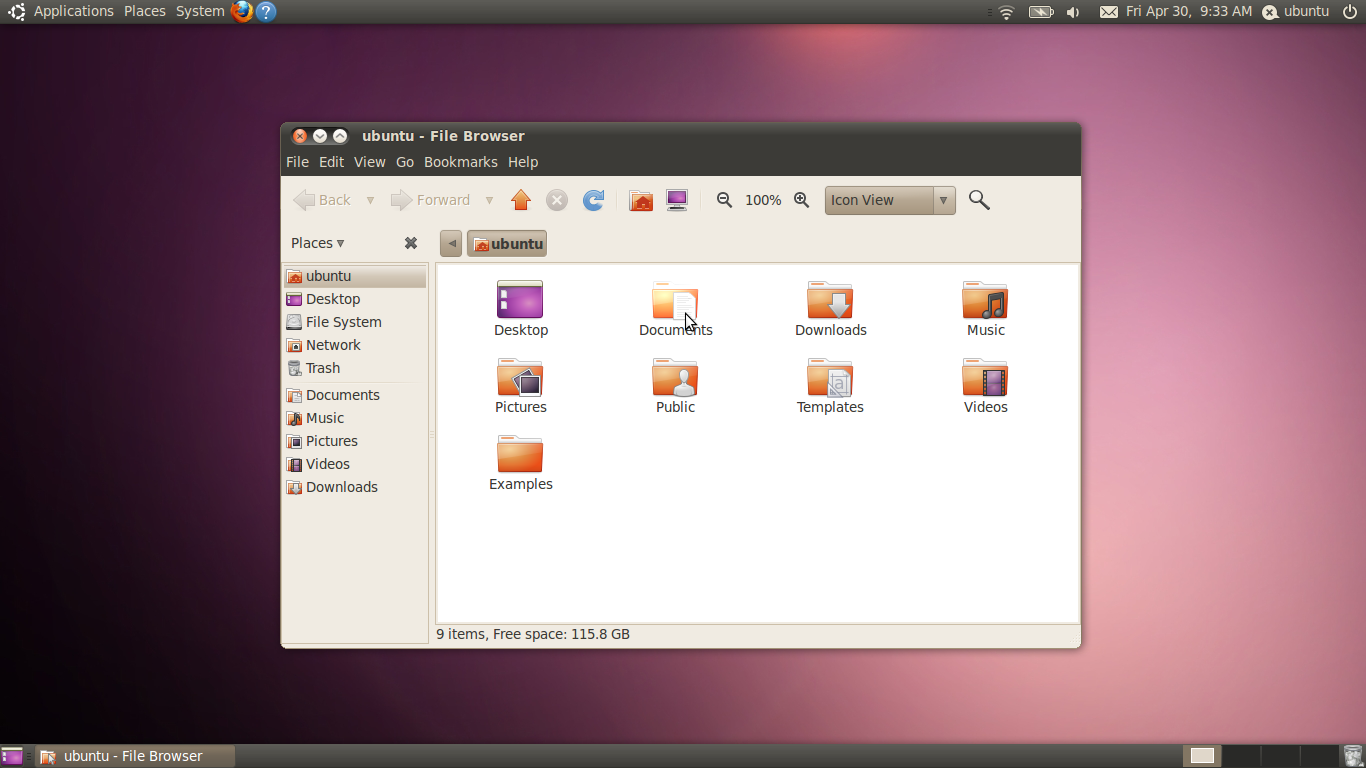 Applications Places System ? Fri Apr 30, 9:33 AM ubuntu
ubuntu - File Browser
File Edit View Go Bookmarks Help
Back Forward 100% Icon View
Places ubuntu
ubuntu
Desktop
File System
Network
Trash
Documents
Music
Pictures
Videos
Downloads
Desktop Documents Downloads Music
Pictures Public Templates Videos
Examples
9 items, Free space: 115.8 GB
ubuntu - File Browser